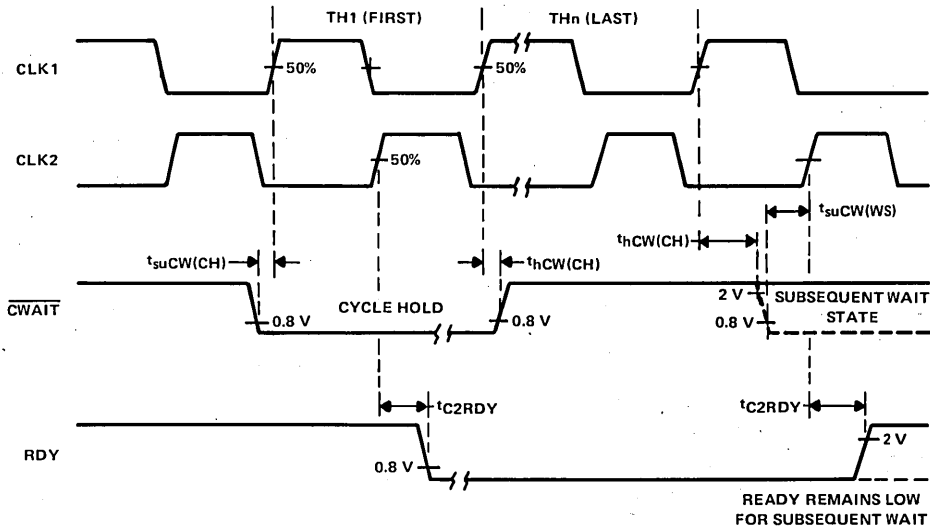 TH1 (FIRST)
THn (LAST)
CLK1
50%
50%
CLK2
50%
tsuCW(WS)
thCW(CH)
tsuCW(CH)
thCW(CH)
CWAIT
CYCLE HOLD
0.8 V
0.8 V
2 V
0.8 V
SUBSEQUENT WAIT
STATE
tC2RDY
tC2RDY
RDY
0.8 V
2 V
READY REMAINS LOW
FOR SUBSEQUENT WAIT